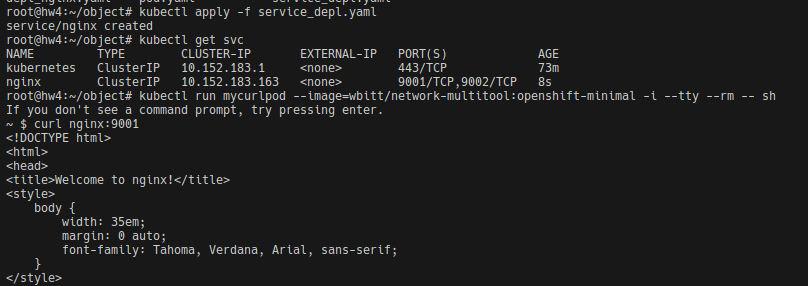 root@hw4:~/object# kubectl apply -f service_depl.yaml
service/nginx created
root@hw4:~/object# kubectl get svc
NAME         TYPE        CLUSTER-IP       EXTERNAL-IP   PORT(S)             AGE
kubernetes   ClusterIP   10.152.183.1     <none>        443/TCP             73m
nginx        ClusterIP   10.152.183.163   <none>        9001/TCP,9002/TCP   8s
root@hw4:~/object# kubectl run mycurlpod --image=wbitt/network-multitool:openshift-minimal -i --tty --rm -- sh
If you don't see a command prompt, try pressing enter.
~ $ curl nginx:9001
<!DOCTYPE html>
<html>
<head>
<title>Welcome to nginx!</title>
<style>
    body {
        width: 35em;
        margin: 0 auto;
        font-family: Tahoma, Verdana, Arial, sans-serif;
    }
</style>